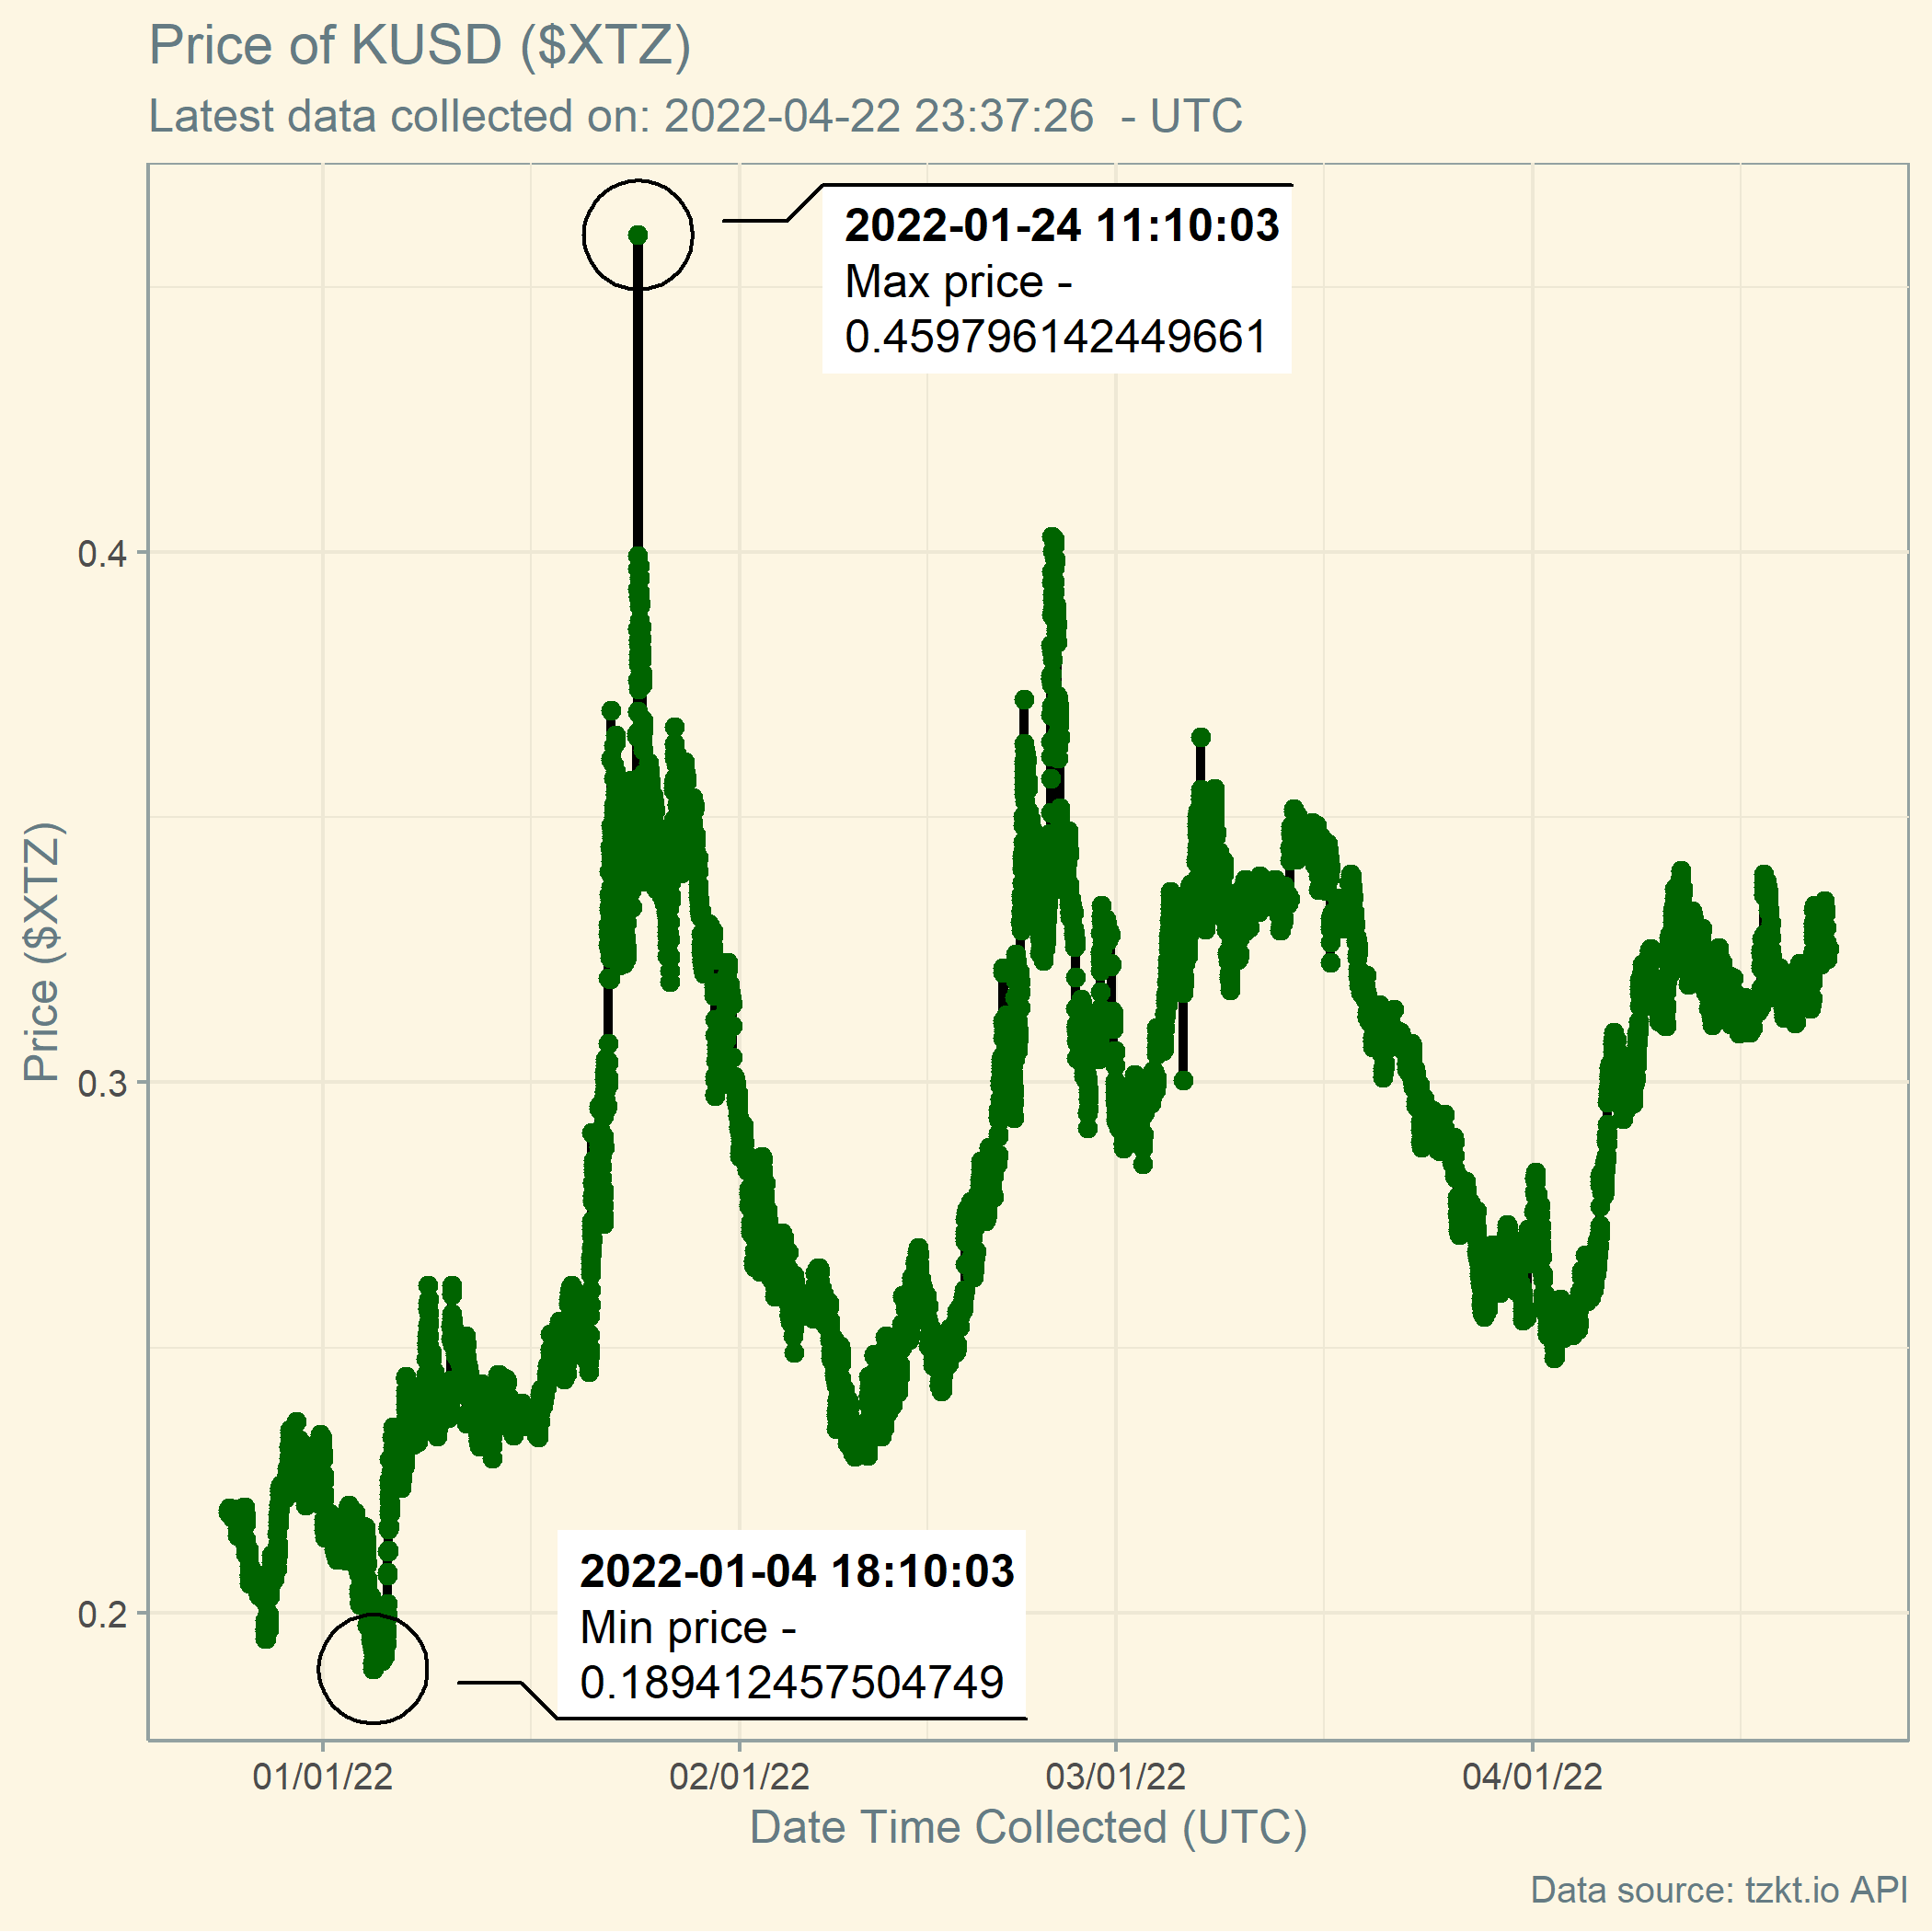 Price of KUSD ($XTZ)
Latest data collected on: 2022-04-22 23:37:26  - UTC
2022-01-24 11:10:03
Max price -
0.459796142449661
0.4
0.3
0.2
Price ($XTZ)
2022-01-04 18:10:03
Min price -
0.189412457504749
01/01/22
02/01/22
03/01/22
04/01/22
Date Time Collected (UTC)
Data source: tzkt.io API